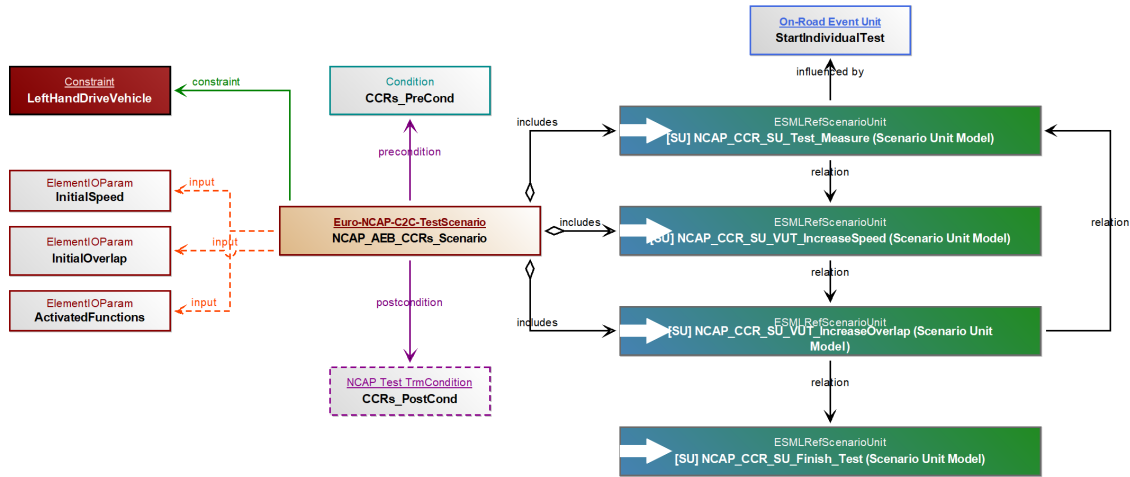 On-Road Event Unit
StartIndividualTest
influenced by
Constraint
LeftHandDriveVehicle
constraint
Condition
CCRs_PreCond
precondition
includes
ESMLRefScenarioUnit
[SU] NCAP_CCR_SU_Test_Measure (Scenario Unit Model)
relation
ElementIOParam
InitialSpeed
input
Euro-NCAP-C2C-TestScenario
NCAP_AEB_CCRs_Scenario
includes
ESMLRefScenarioUnit
[SU] NCAP_CCR_SU_VUT_IncreaseSpeed (Scenario Unit Model)
relation
ElementIOParam
InitialOverlap
input
relation
ElementIOParam
ActivatedFunctions
input
postcondition
includes
ESMLRefScenarioUnit
[SU] NCAP_CCR_SU_VUT_IncreaseOverlap (Scenario Unit
Model)
relation
NCAP Test TrmCondition
CCRs_PostCond
ESMLRefScenarioUnit
[SU] NCAP_CCR_SU_Finish_Test (Scenario Unit Model)